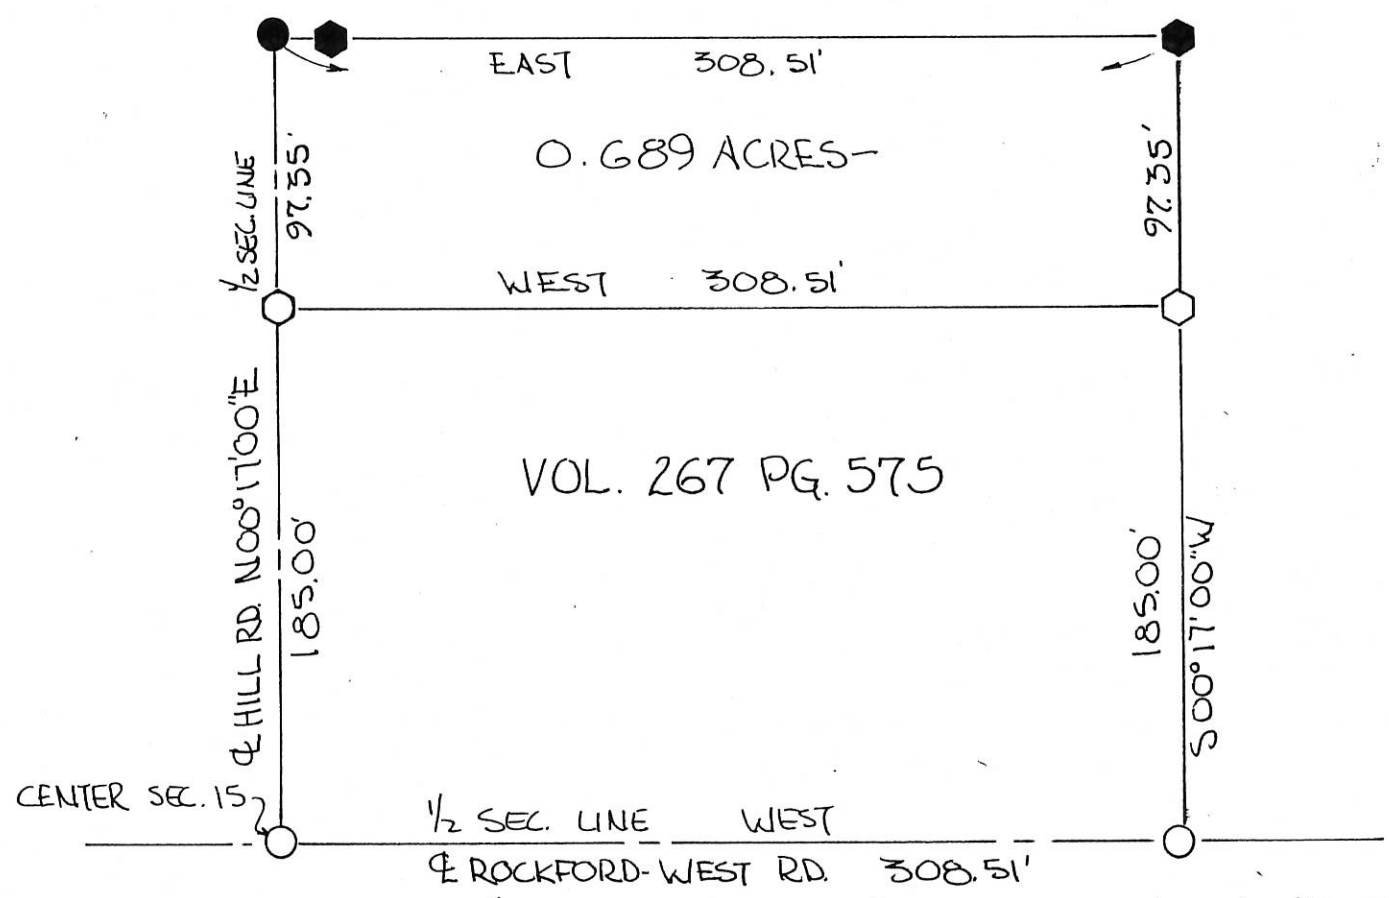 EAST 308.51'
0.689 ACRES-
1/2 SEC. LINE
97.35'
97.35'
WEST 308.51'
VOL. 267 PG. 575
℄ HILL RD. N00°17'00"E
185.00'
185.00'
S 00°17'00"W
CENTER SEC. 15
1/2 SEC. LINE WEST
℄ ROCKFORD-WEST RD. 308.51'